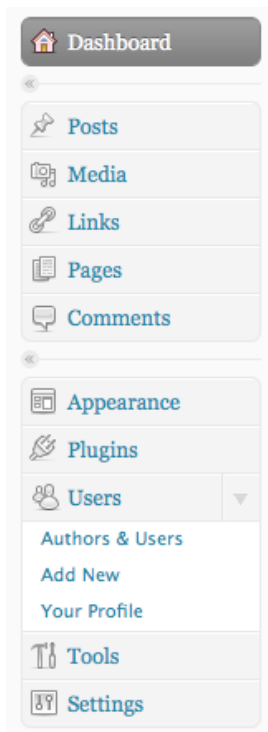 Dashboard
Posts
Media
Links
Pages
Comments
Appearance
Plugins
Users
Authors & Users
Add New
Your Profile
Tools
Settings